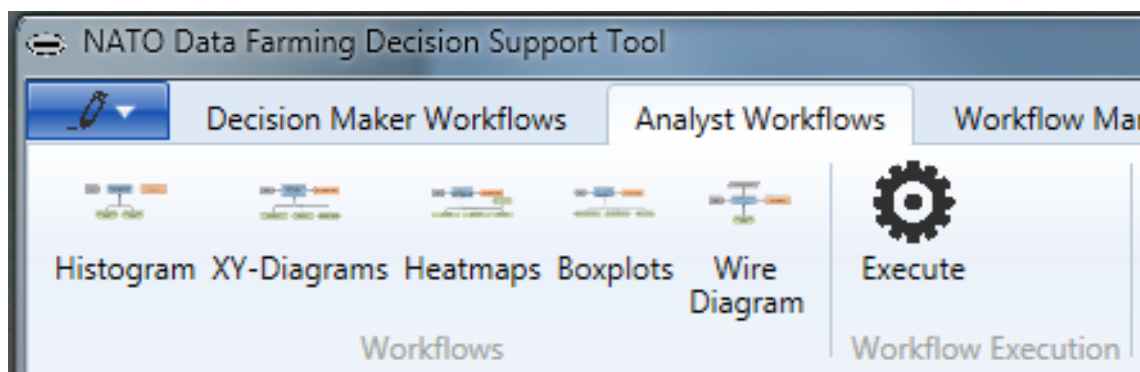 NATO Data Farming Decision Support Tool
Decision Maker Workflows Analyst Workflows Workflow
Histogram XY-Diagrams Heatmaps Boxplots Wire Diagram Execute
Workflows Workflow Execution